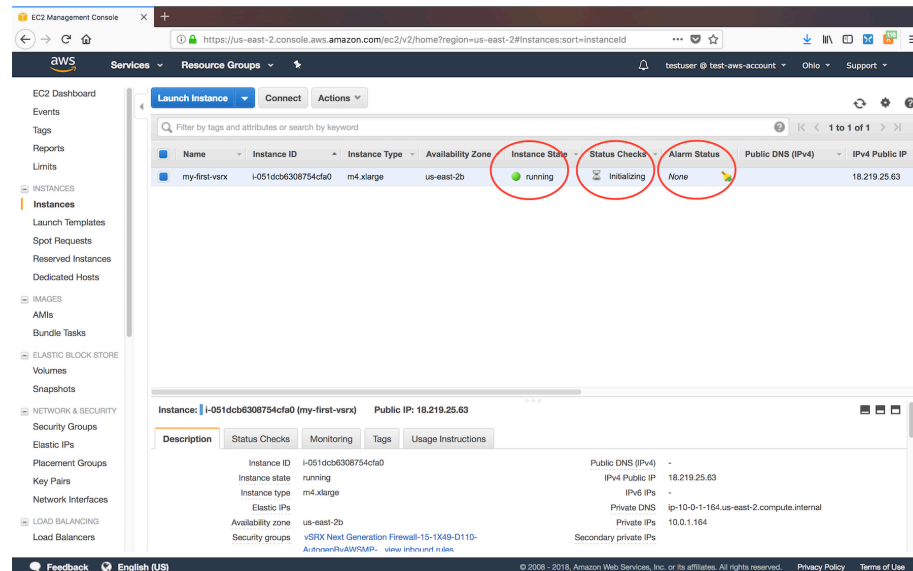 EC2 Management Console
https://us-east-2.console.aws.amazon.com/ec2/v2/home?region=us-east-2#Instances:sort=instanceId
aws Services Resource Groups testuser @ test-aws-account Ohio Support
EC2 Dashboard
Events
Tags
Reports
Limits
INSTANCES
Instances
Launch Templates
Spot Requests
Reserved Instances
Dedicated Hosts
IMAGES
AMIs
Bundle Tasks
ELASTIC BLOCK STORE
Volumes
Snapshots
NETWORK & SECURITY
Security Groups
Elastic IPs
Placement Groups
Key Pairs
Network Interfaces
LOAD BALANCING
Load Balancers
Launch Instance Connect Actions
Filter by tags and attributes or search by keyword 1 to 1 of 1
Name Instance ID Instance Type Availability Zone Instance State Status Checks Alarm Status Public DNS (IPv4) IPv4 Public IP
my-first-vsrx i-051dcb6308754cfa0 m4.xlarge us-east-2b running Initializing None 18.219.25.63
Instance: i-051dcb6308754cfa0 (my-first-vsrx) Public IP: 18.219.25.63
Description Status Checks Monitoring Tags Usage Instructions
Instance ID i-051dcb6308754cfa0 Public DNS (IPv4) -
Instance state running IPv4 Public IP 18.219.25.63
Instance type m4.xlarge IPv6 IPs -
Elastic IPs Private DNS ip-10-0-1-164.us-east-2.compute.internal
Availability zone us-east-2b Private IPs 10.0.1.164
Security groups vSRX Next Generation Firewall-15-1X49-D110- Secondary private IPs
AutogenByAWSMP-. view inbound rules
Feedback English (US) © 2008 - 2018, Amazon Web Services, Inc. or its affiliates. All rights reserved. Privacy Policy Terms of Use